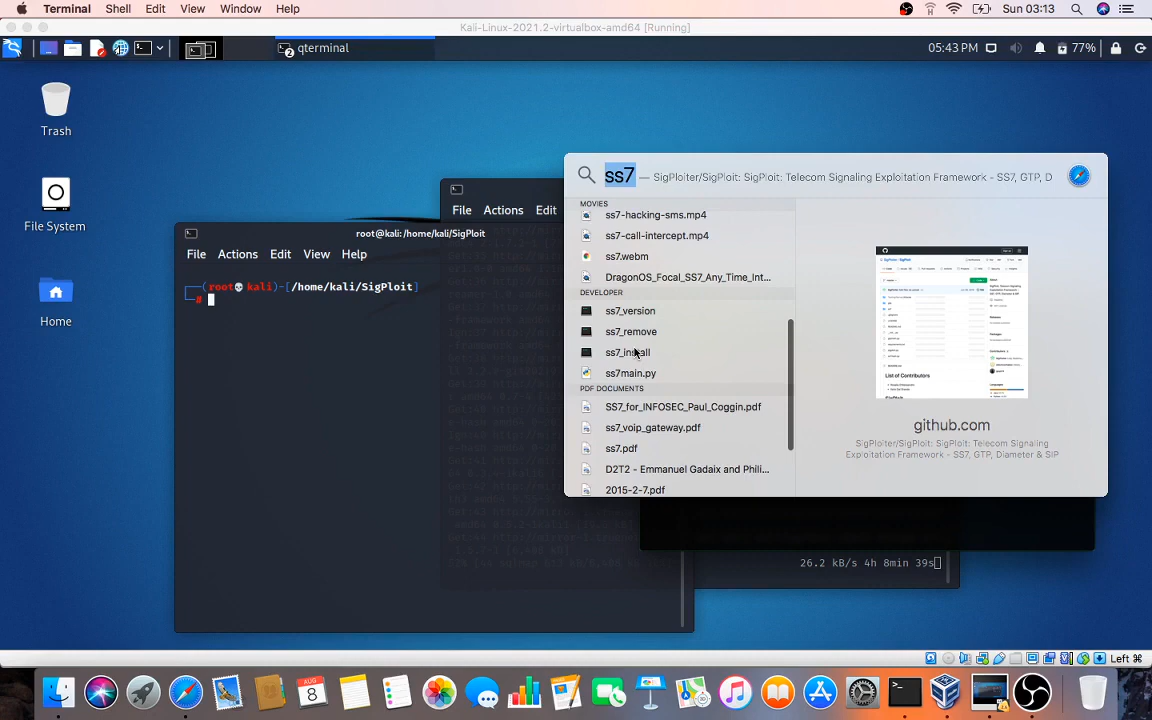 Terminal Shell Edit View Window Help Sun 03:13
Kali-Linux-2021.2-virtualbox-amd64 [Running]
qterminal 05:43 PM 77%
Trash
File System
Home
File Actions Edit
root@kali:/home/kali/SigPloit
File Actions Edit View Help
(root kali)-[/home/kali/SigPloit]
#
26.2 kB/s 4h 8min 39s
ss7 — SigPloiter/SigPloit: SigPloit: Telecom Signaling Exploitation Framework - SS7, GTP, D
MOVIES
ss7-hacking-sms.mp4
ss7-call-intercept.mp4
ss7.webm
DragonOS_Focal_SS7_Any_Time_Int...
DEVELOPER
ss7_version
ss7_remove
ss7_install
ss7main.py
PDF DOCUMENTS
SS7_for_INFOSEC_Paul_Coggin.pdf
ss7_voip_gateway.pdf
ss7.pdf
D2T2 - Emmanuel Gadaix and Phili...
2015-2-7.pdf
List of Contributors
github.com
SigPloiter/SigPloit: SigPloit: Telecom Signaling
Exploitation Framework - SS7, GTP, Diameter & SIP
Left ⌘
AUG
8